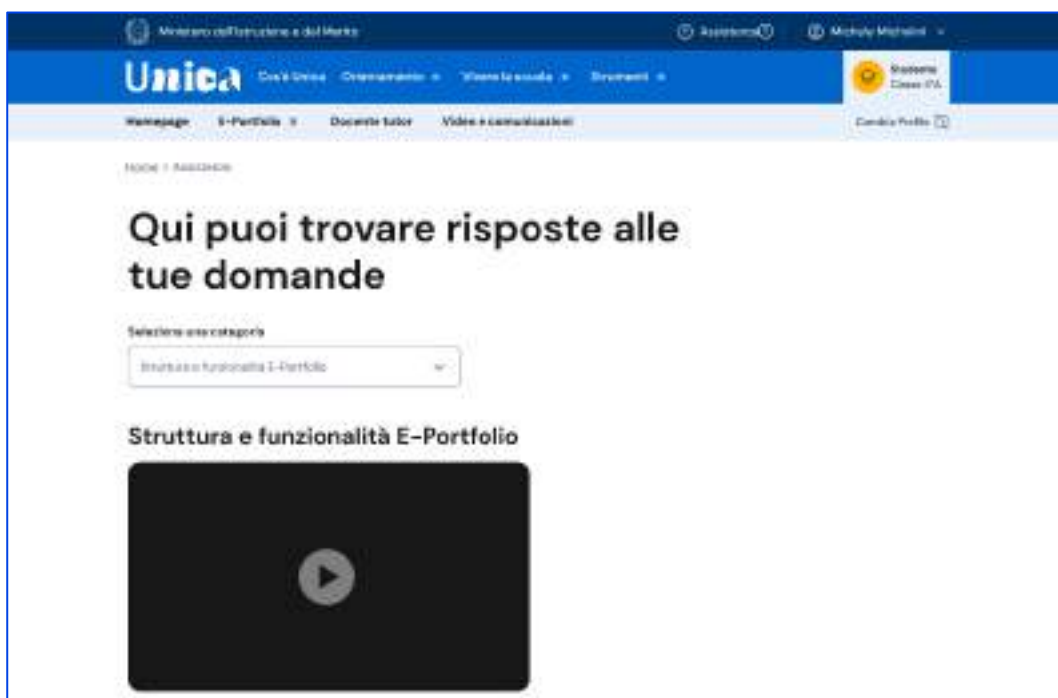 Ministero dell'Istruzione e del Merito
Assistenza
Unica
Cos'è Unica Orientamento Vivere la scuola Strumenti
Studente
Homepage E-Portfolio Docente tutor Video e comunicazioni
Cambia Profilo
Home > Assistenza
Qui puoi trovare risposte alle
tue domande
Seleziona una categoria
Struttura e funzionalità E-Portfolio
Struttura e funzionalità E-Portfolio